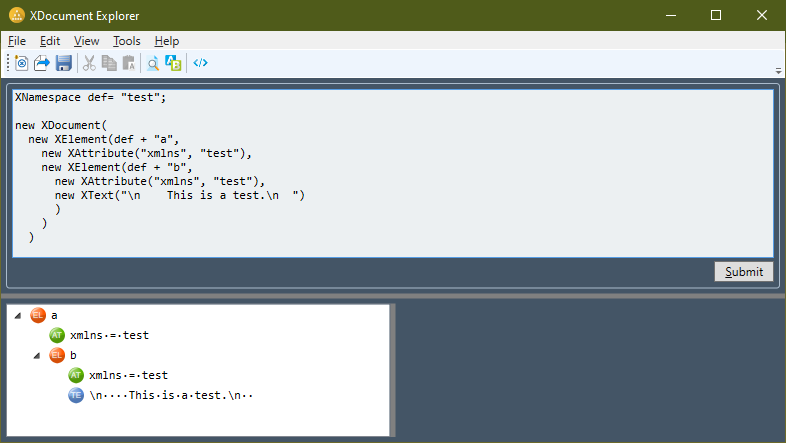 XDocument Explorer
File Edit View Tools Help
XNamespace def= "test";
new XDocument(
  new XElement(def + "a",
    new XAttribute("xmlns", "test"),
    new XElement(def + "b",
      new XAttribute("xmlns", "test"),
      new XText("\n    This is a test.\n  ")
      )
    )
  )
Submit
EL a
AT xmlns·=·test
EL b
AT xmlns·=·test
TE \n····This·is·a·test.\n··